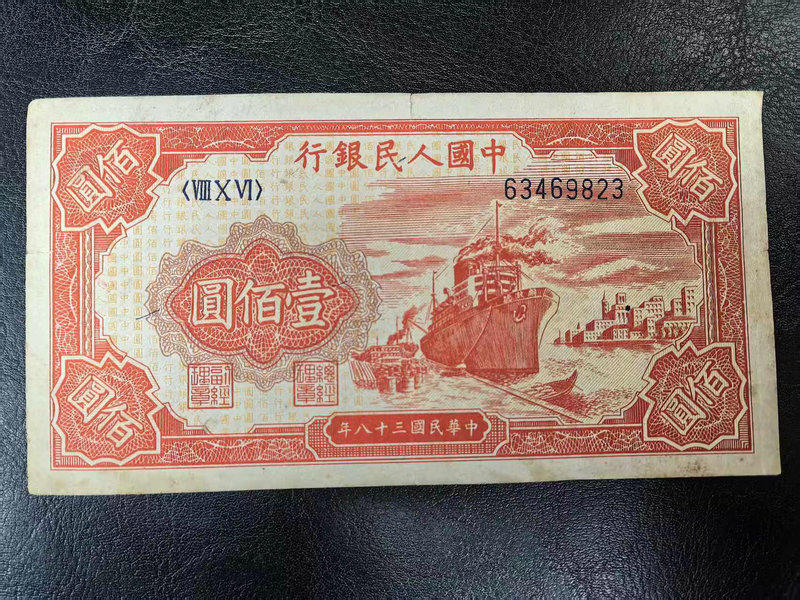 中國人民銀行
〈VIII X VI〉 63469823
佰圓
佰圓
壹佰圓
總經理章
副經理章
佰圓
佰圓
中華民國三十八年